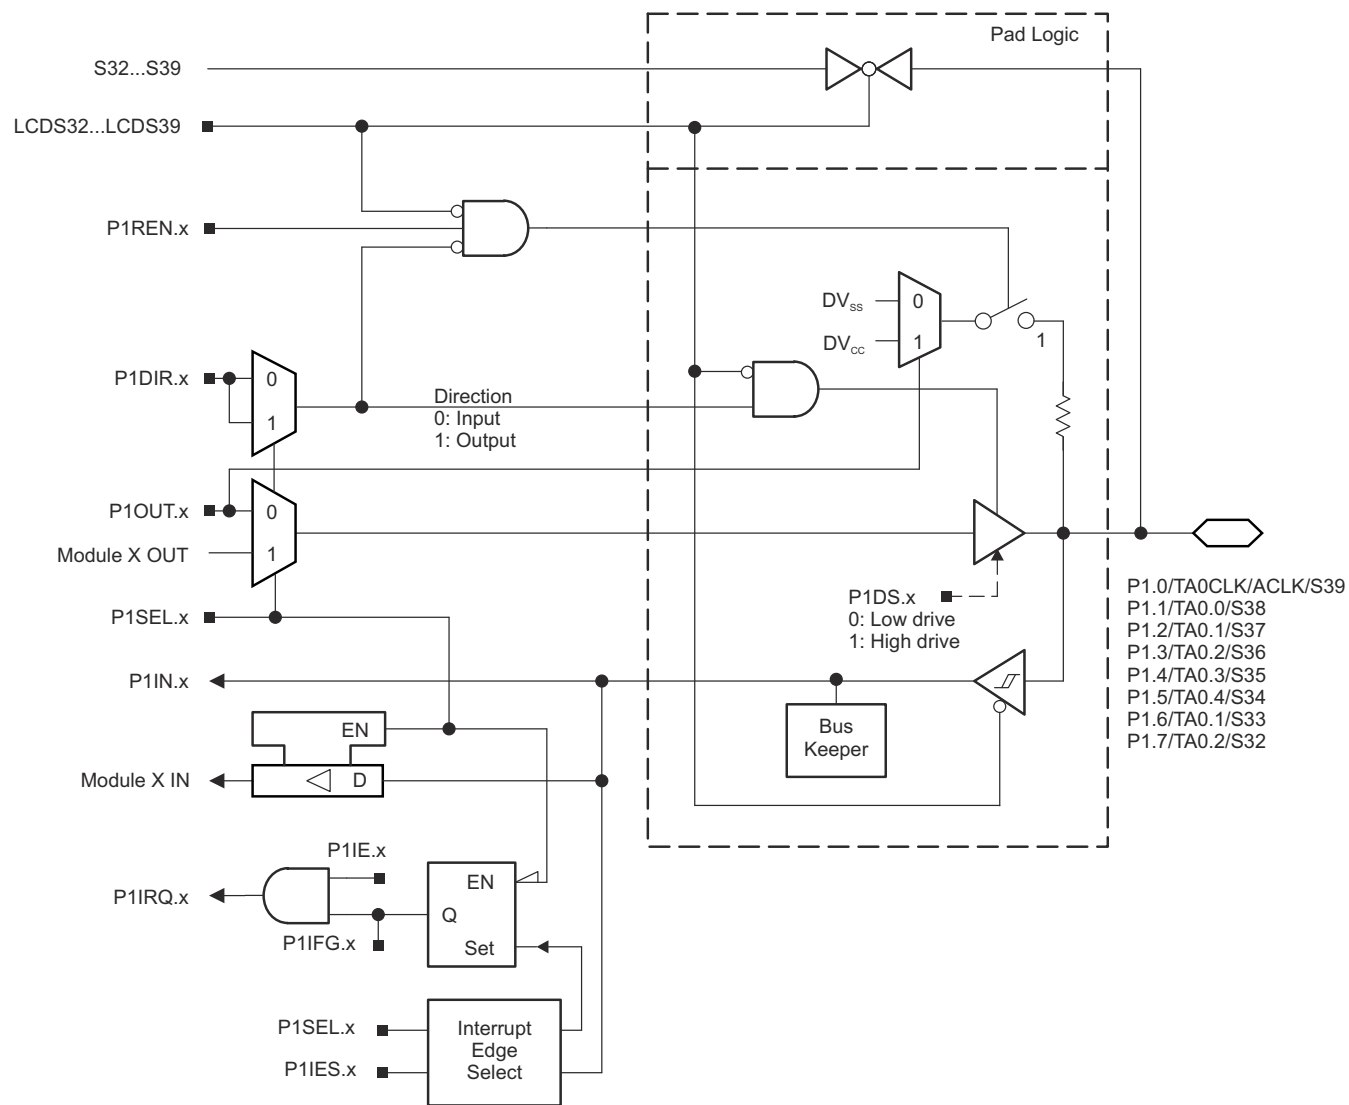 Pad Logic
S32...S39
LCDS32...LCDS39
P1REN.x
DVSS
0
DVCC
1
1
P1DIR.x
0
1
Direction
0: Input
1: Output
P1OUT.x
0
Module X OUT
1
P1DS.x
0: Low drive
1: High drive
P1SEL.x
P1.0/TA0CLK/ACLK/S39
P1.1/TA0.0/S38
P1.2/TA0.1/S37
P1.3/TA0.2/S36
P1.4/TA0.3/S35
P1.5/TA0.4/S34
P1.6/TA0.1/S33
P1.7/TA0.2/S32
P1IN.x
Bus
Keeper
EN
Module X IN
D
P1IE.x
P1IRQ.x
EN
Q
Set
P1IFG.x
P1SEL.x
P1IES.x
Interrupt
Edge
Select